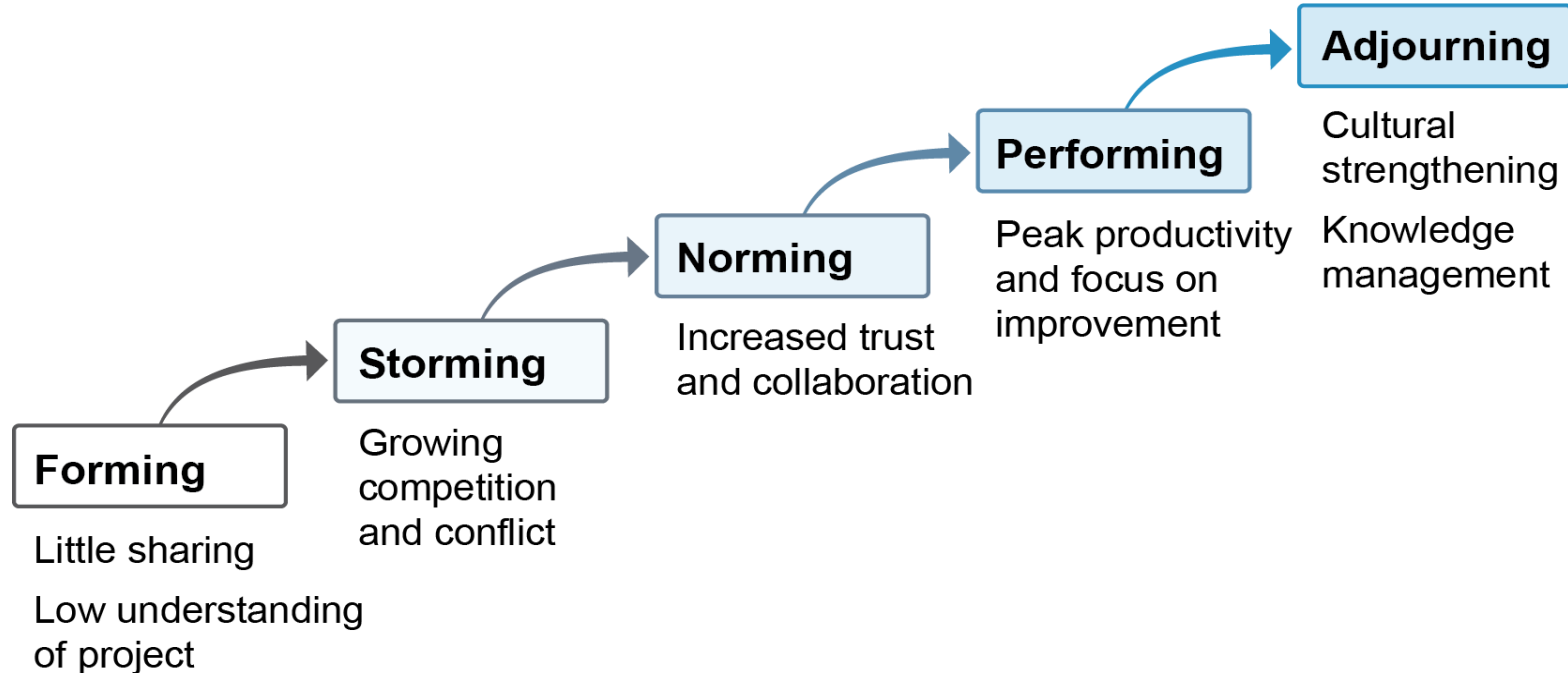 Forming
Little sharing
Low understanding
of project
Storming
Growing
competition
and conflict
Norming
Increased trust
and collaboration
Performing
Peak productivity
and focus on
improvement
Adjourning
Cultural
strengthening
Knowledge
management